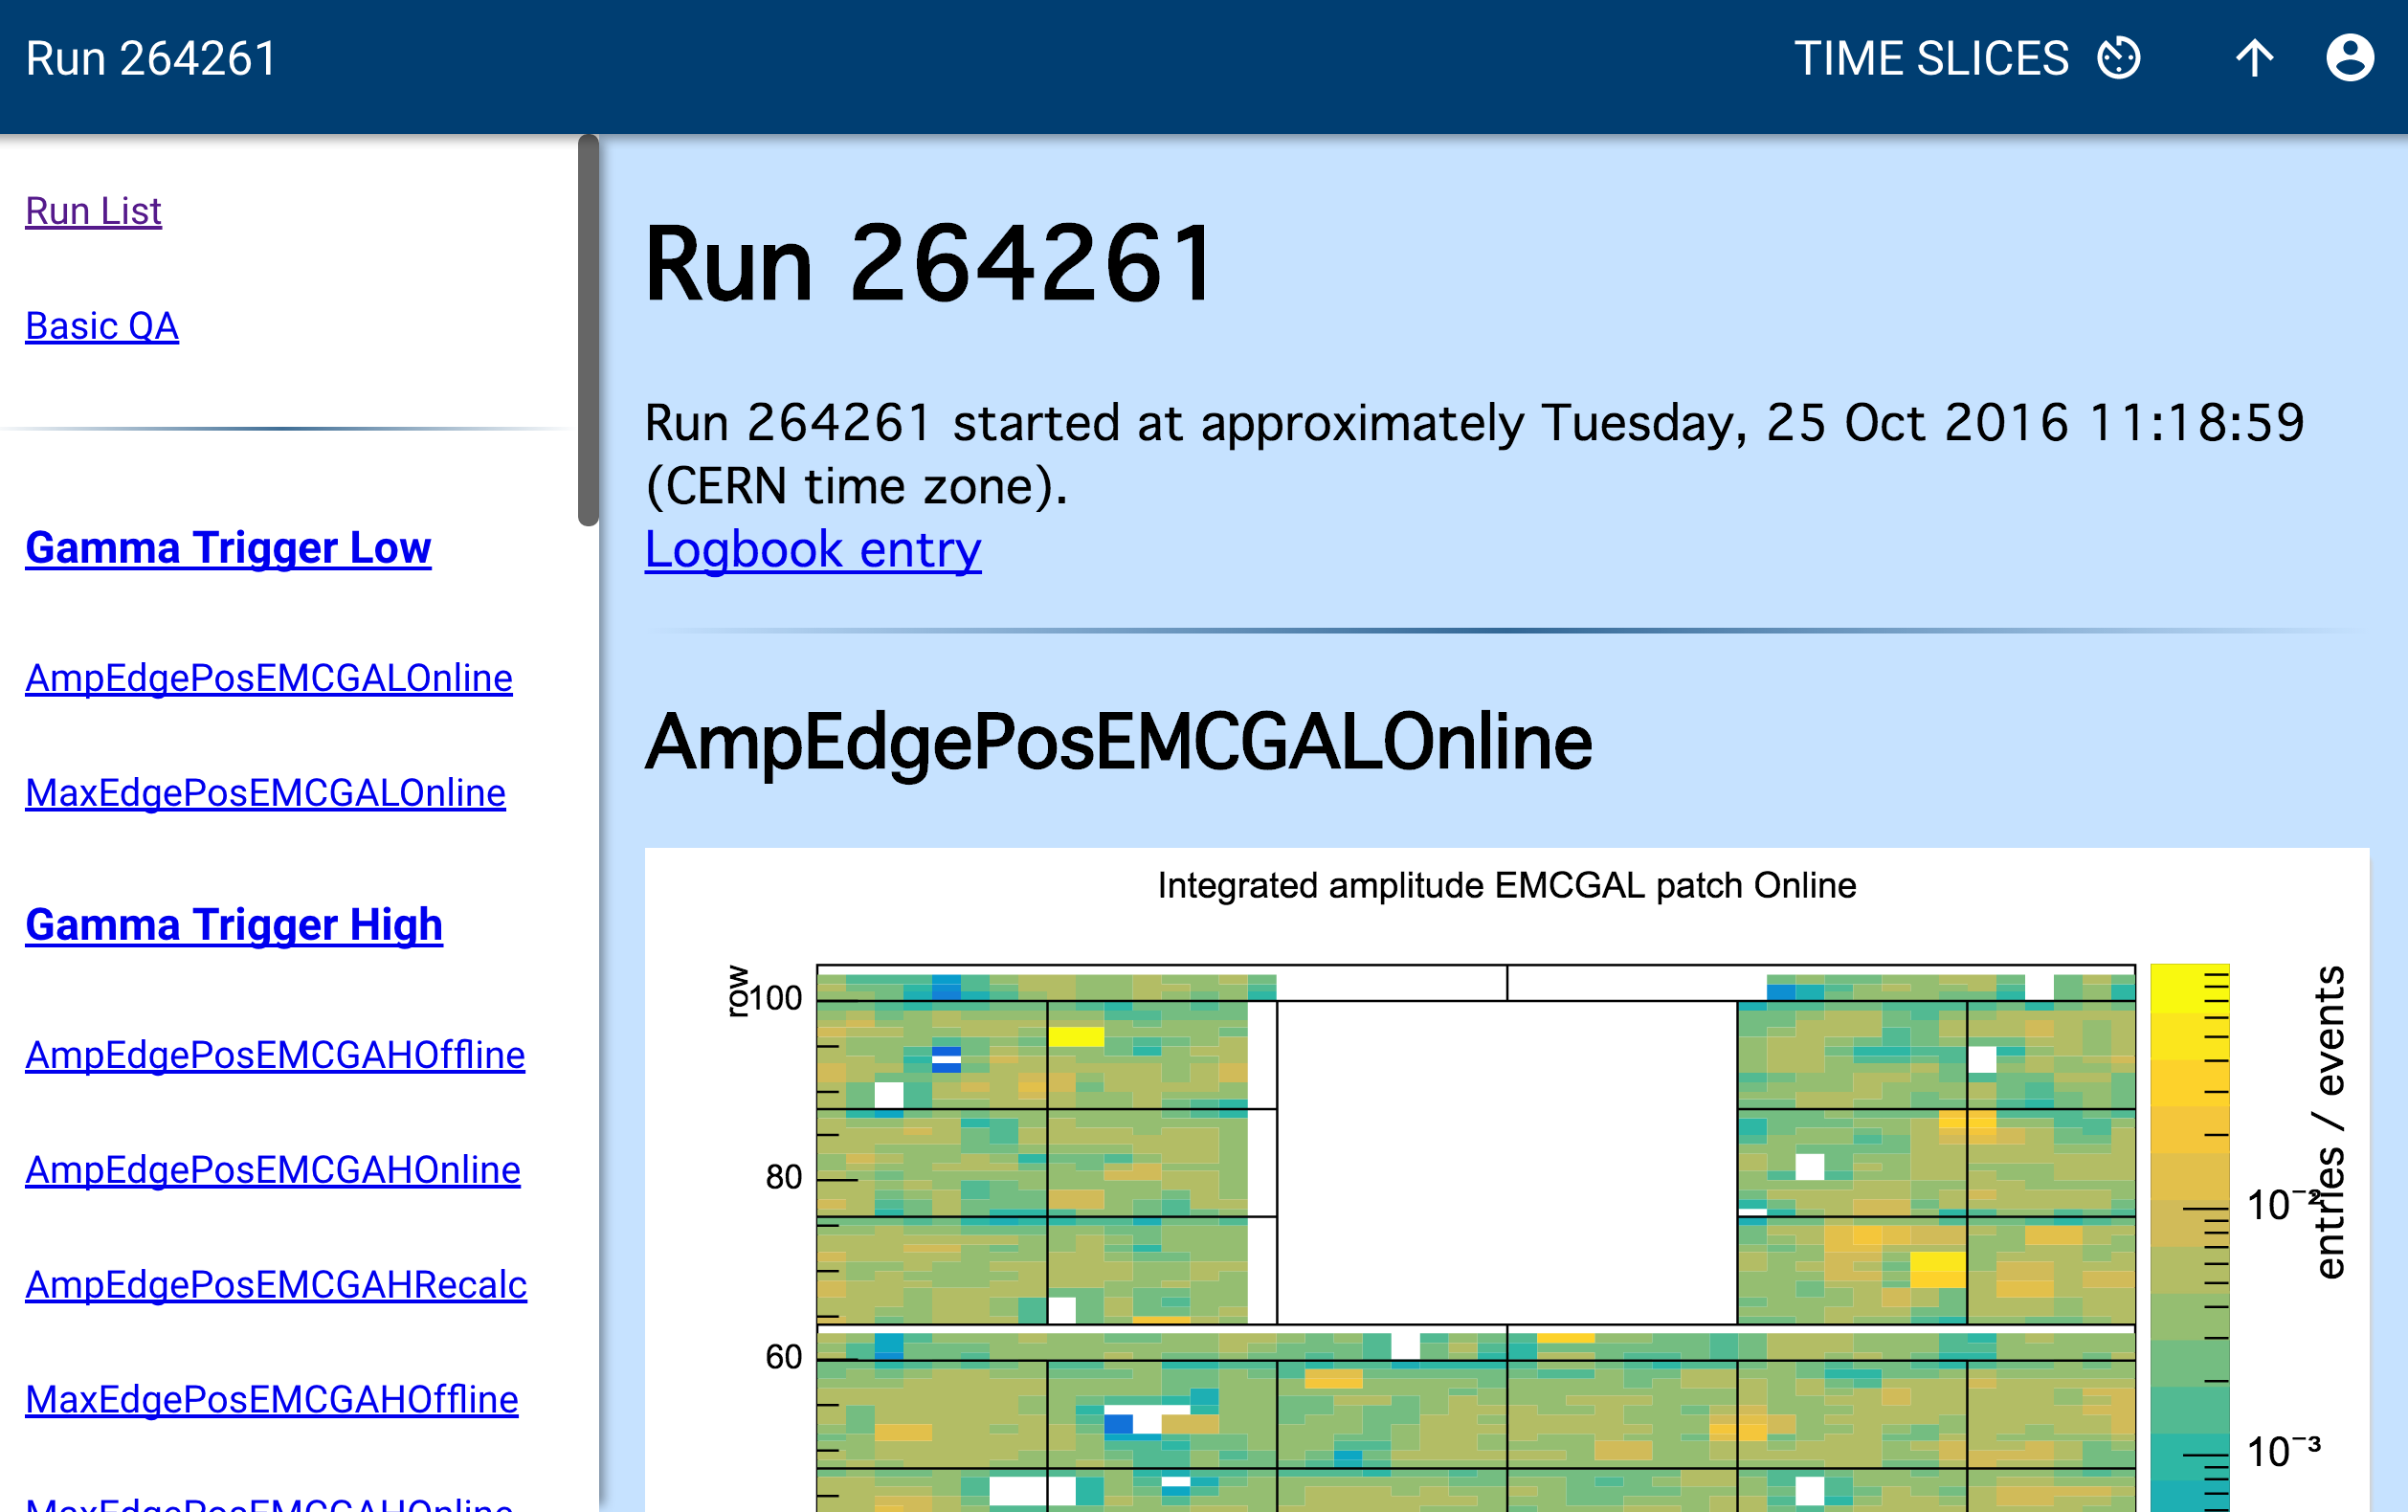 Run 264261
TIME SLICES
Run List
Basic QA
Gamma Trigger Low
AmpEdgePosEMCGALOnline
MaxEdgePosEMCGALOnline
Gamma Trigger High
AmpEdgePosEMCGAHOffline
AmpEdgePosEMCGAHOnline
AmpEdgePosEMCGAHRecalc
MaxEdgePosEMCGAHOffline
MaxEdgePosEMCGAHOnline
Run 264261
Run 264261 started at approximately Tuesday, 25 Oct 2016 11:18:59
(CERN time zone).
Logbook entry
AmpEdgePosEMCGALOnline
Integrated amplitude EMCGAL patch Online
row
100
80
60
10⁻²
10⁻³
entries / events